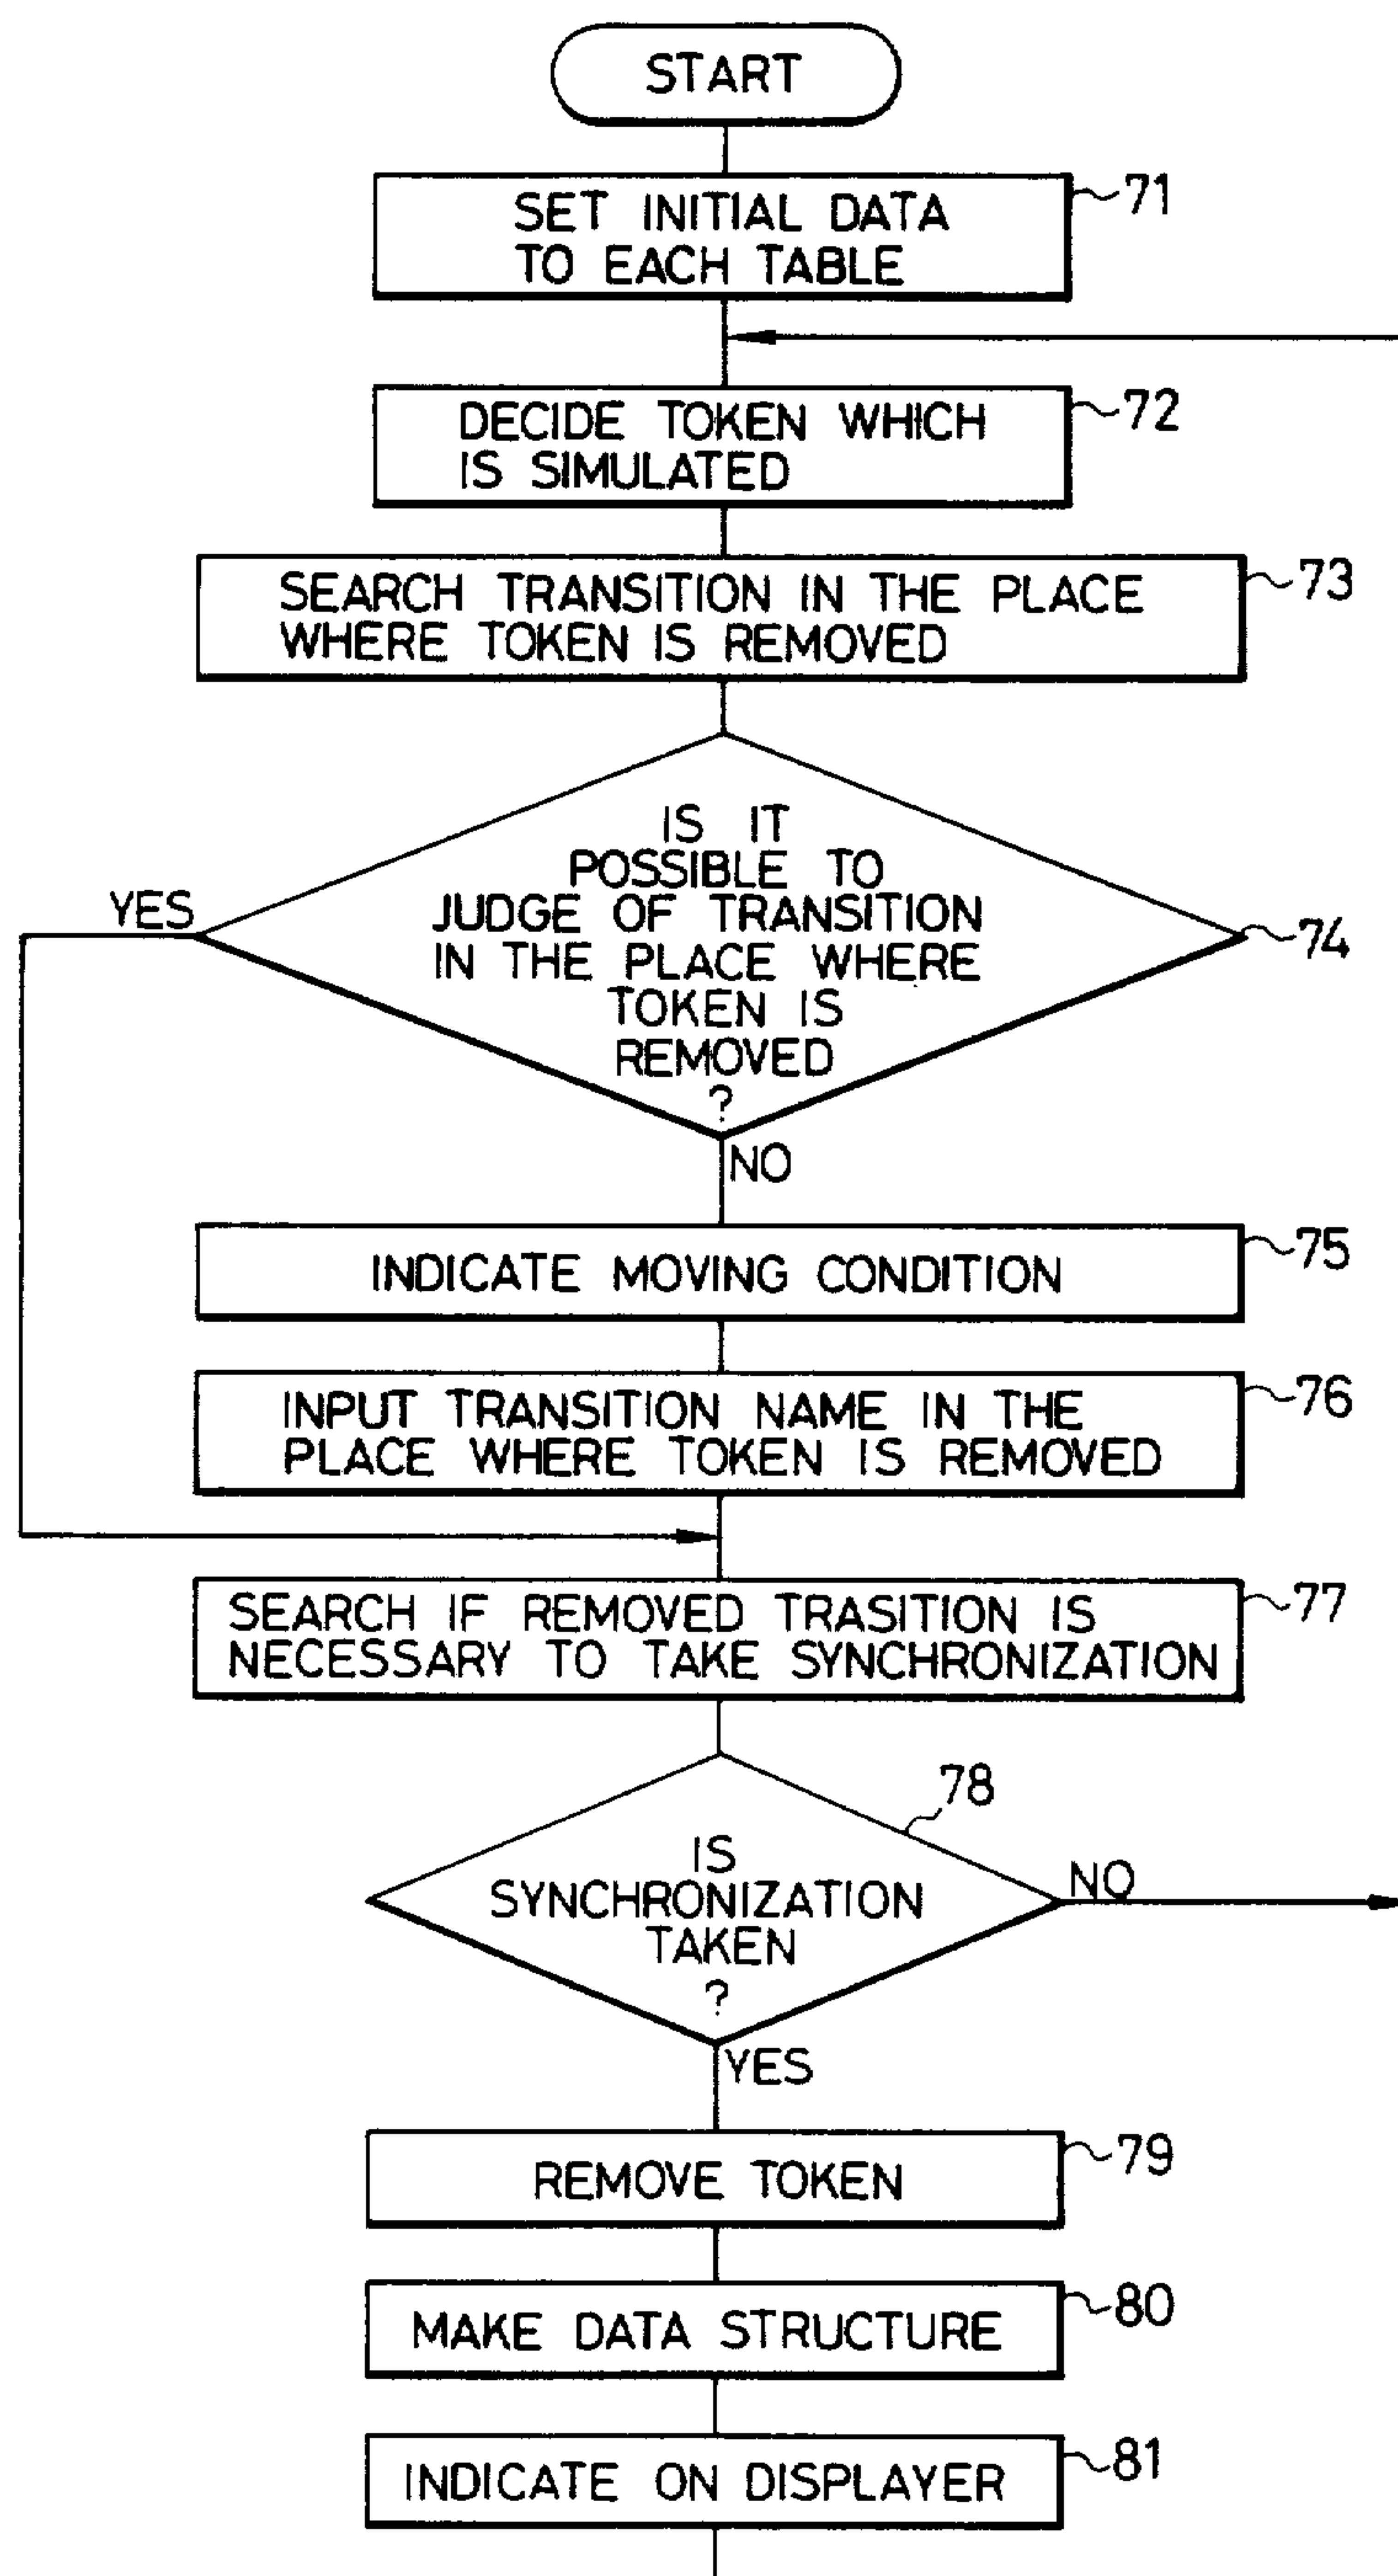 START
SET INITIAL DATA
TO EACH TABLE
71
DECIDE TOKEN WHICH
IS SIMULATED
72
SEARCH TRANSITION IN THE PLACE
WHERE TOKEN IS REMOVED
73
IS IT
POSSIBLE TO
JUDGE OF TRANSITION
IN THE PLACE WHERE
TOKEN IS
REMOVED
?
YES
74
NO
INDICATE MOVING CONDITION
75
INPUT TRANSITION NAME IN THE
PLACE WHERE TOKEN IS REMOVED
76
SEARCH IF REMOVED TRASITION IS
NECESSARY TO TAKE SYNCHRONIZATION
77
78
IS
SYNCHRONIZATION
TAKEN
?
NO
YES
REMOVE TOKEN
79
MAKE DATA STRUCTURE
80
INDICATE ON DISPLAYER
81